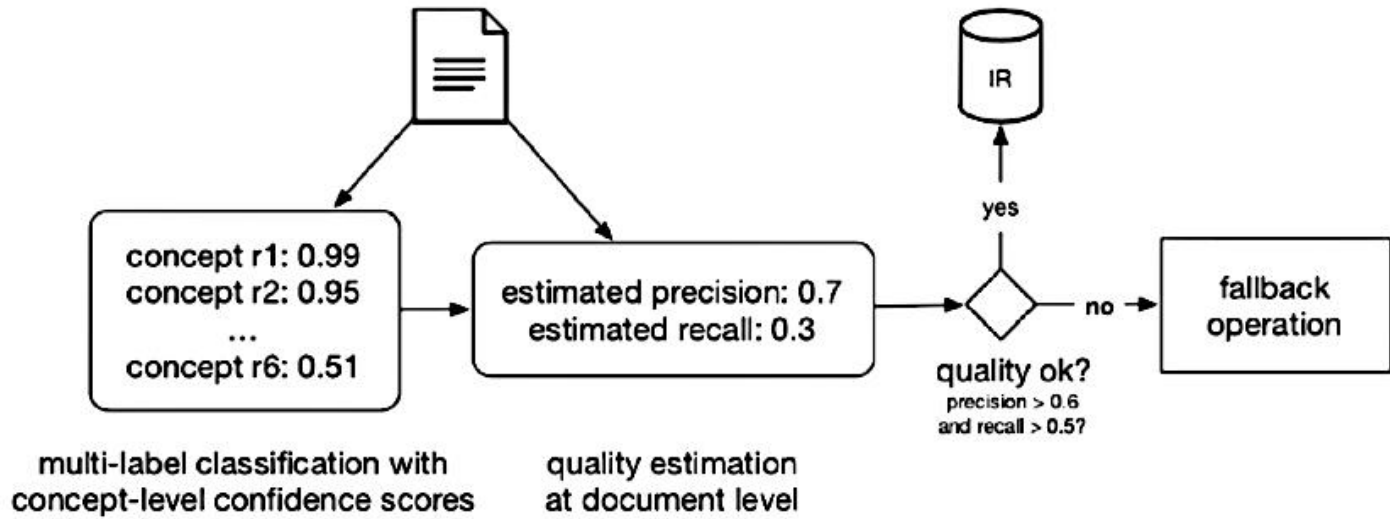 IR
yes
concept r1: 0.99
concept r2: 0.95
...
concept r6: 0.51
estimated precision: 0.7
estimated recall: 0.3
no
fallback
operation
quality ok?
precision > 0.6
and recall > 0.5?
multi-label classification with
concept-level confidence scores
quality estimation
at document level